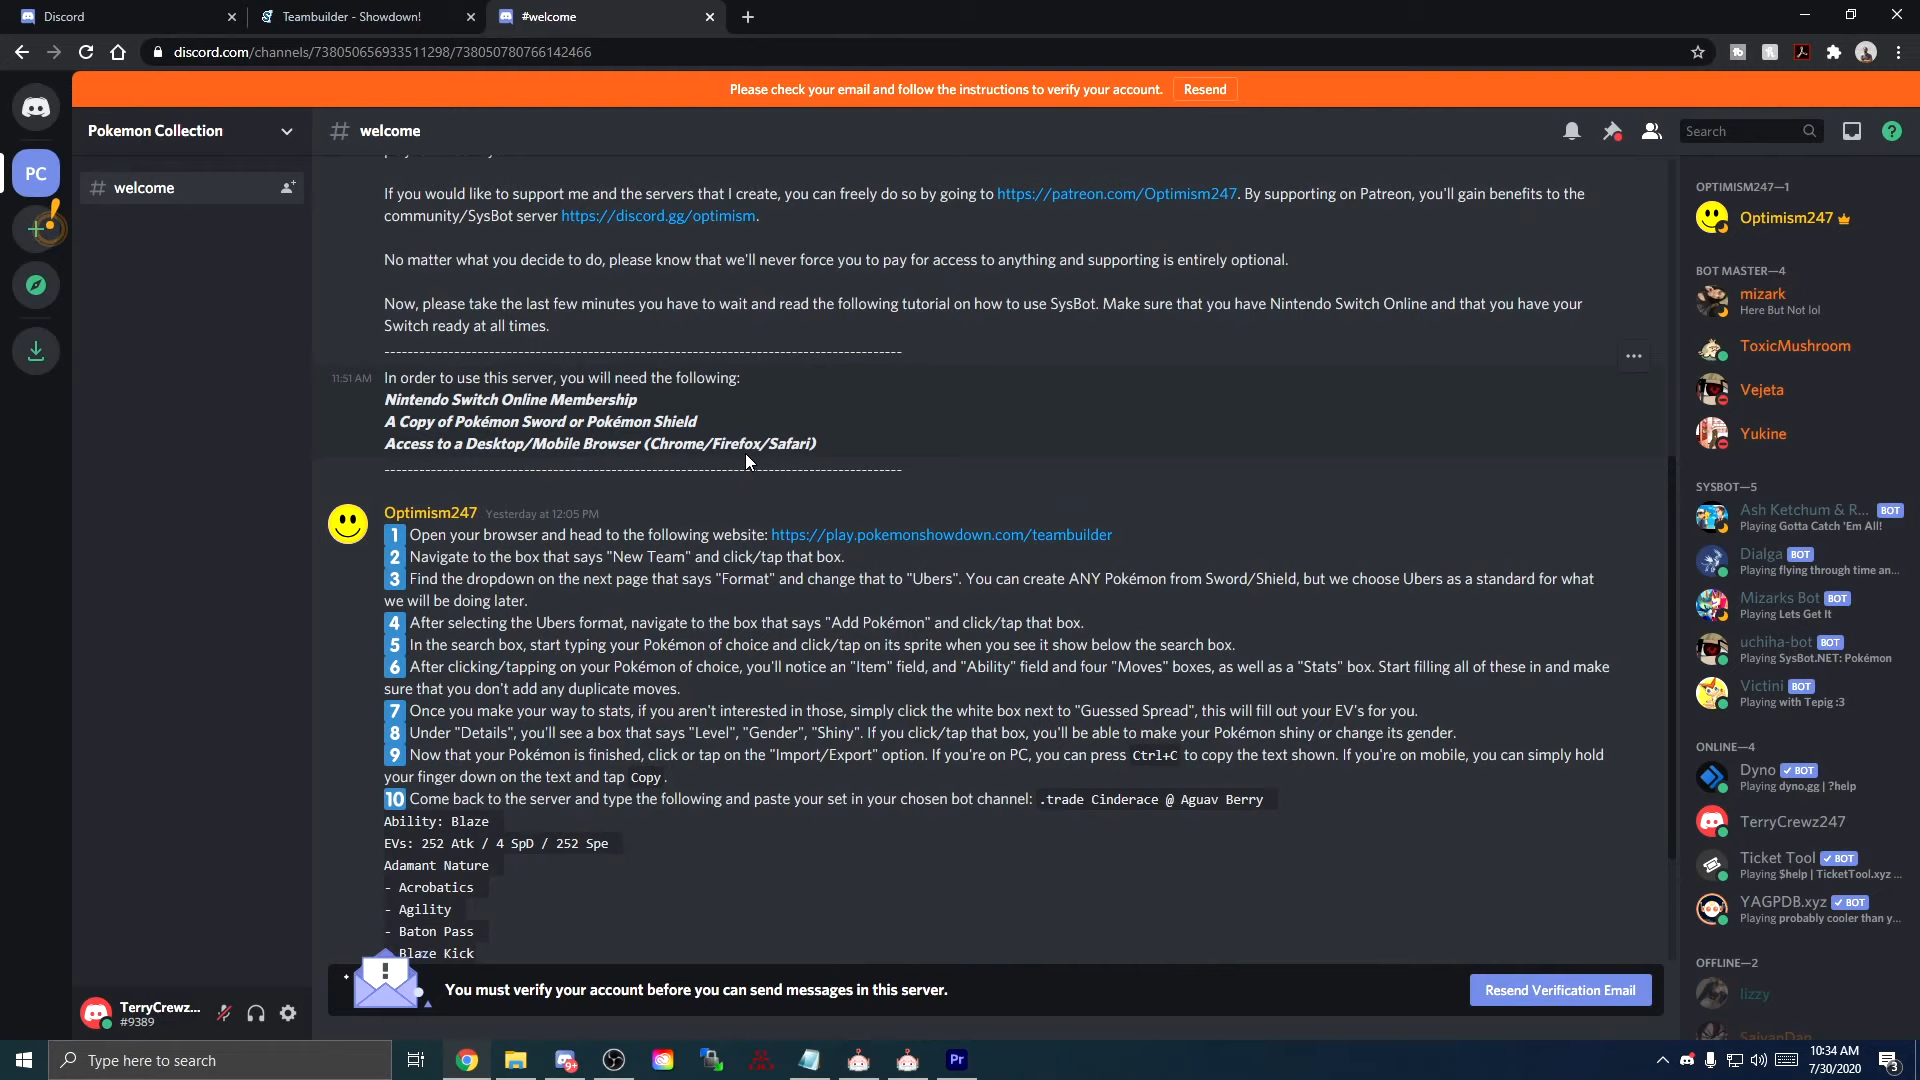 Discord
Teambuilder - Showdown!
#welcome
discord.com/channels/738050656933511298/738050780766142466
Please check your email and follow the instructions to verify your account.
Resend
Pokemon Collection
welcome
Search
PC
welcome
If you would like to support me and the servers that I create, you can freely do so by going to https://patreon.com/Optimism247. By supporting on Patreon, you'll gain benefits to the
community/SysBot server https://discord.gg/optimism.
No matter what you decide to do, please know that we'll never force you to pay for access to anything and supporting is entirely optional.
Now, please take the last few minutes you have to wait and read the following tutorial on how to use SysBot. Make sure that you have Nintendo Switch Online and that you have your
Switch ready at all times.
------------------------------------------------------------------------------------------
11:51 AM In order to use this server, you will need the following:
Nintendo Switch Online Membership
A Copy of Pokémon Sword or Pokémon Shield
Access to a Desktop/Mobile Browser (Chrome/Firefox/Safari)
------------------------------------------------------------------------------------------
Optimism247 Yesterday at 12:05 PM
1 Open your browser and head to the following website: https://play.pokemonshowdown.com/teambuilder
2 Navigate to the box that says "New Team" and click/tap that box.
3 Find the dropdown on the next page that says "Format" and change that to "Ubers". You can create ANY Pokémon from Sword/Shield, but we choose Ubers as a standard for what
we will be doing later.
4 After selecting the Ubers format, navigate to the box that says "Add Pokémon" and click/tap that box.
5 In the search box, start typing your Pokémon of choice and click/tap on its sprite when you see it show below the search box.
6 After clicking/tapping on your Pokémon of choice, you'll notice an "Item" field, and "Ability" field and four "Moves" boxes, as well as a "Stats" box. Start filling all of these in and make
sure that you don't add any duplicate moves.
7 Once you make your way to stats, if you aren't interested in those, simply click the white box next to "Guessed Spread", this will fill out your EV's for you.
8 Under "Details", you'll see a box that says "Level", "Gender", "Shiny". If you click/tap that box, you'll be able to make your Pokémon shiny or change its gender.
9 Now that your Pokémon is finished, click or tap on the "Import/Export" option. If you're on PC, you can press Ctrl+C to copy the text shown. If you're on mobile, you can simply hold
your finger down on the text and tap Copy.
10 Come back to the server and type the following and paste your set in your chosen bot channel: .trade Cinderace @ Aguav Berry
Ability: Blaze
EVs: 252 Atk / 4 SpD / 252 Spe
Adamant Nature
- Acrobatics
- Agility
- Baton Pass
Blaze Kick
You must verify your account before you can send messages in this server.
Resend Verification Email
OPTIMISM247—1
Optimism247
BOT MASTER—4
mizark
Here But Not lol
ToxicMushroom
Vejeta
Yukine
SYSBOT—5
Ash Ketchum & R... BOT
Playing Gotta Catch 'Em All!
Dialga BOT
Playing flying through time an...
Mizarks Bot BOT
Playing Lets Get It
uchiha-bot BOT
Playing SysBot.NET: Pokémon
Victini BOT
Playing with Tepig :3
ONLINE—4
Dyno ✓ BOT
Playing dyno.gg | ?help
TerryCrewz247
Ticket Tool ✓ BOT
Playing $help | TicketTool.xyz ...
YAGPDB.xyz ✓ BOT
Playing probably cooler than y...
OFFLINE—2
lizzy
SaiyanDan
TerryCrewz...
#9389
Type here to search
Pr
10:34 AM
7/30/2020
3